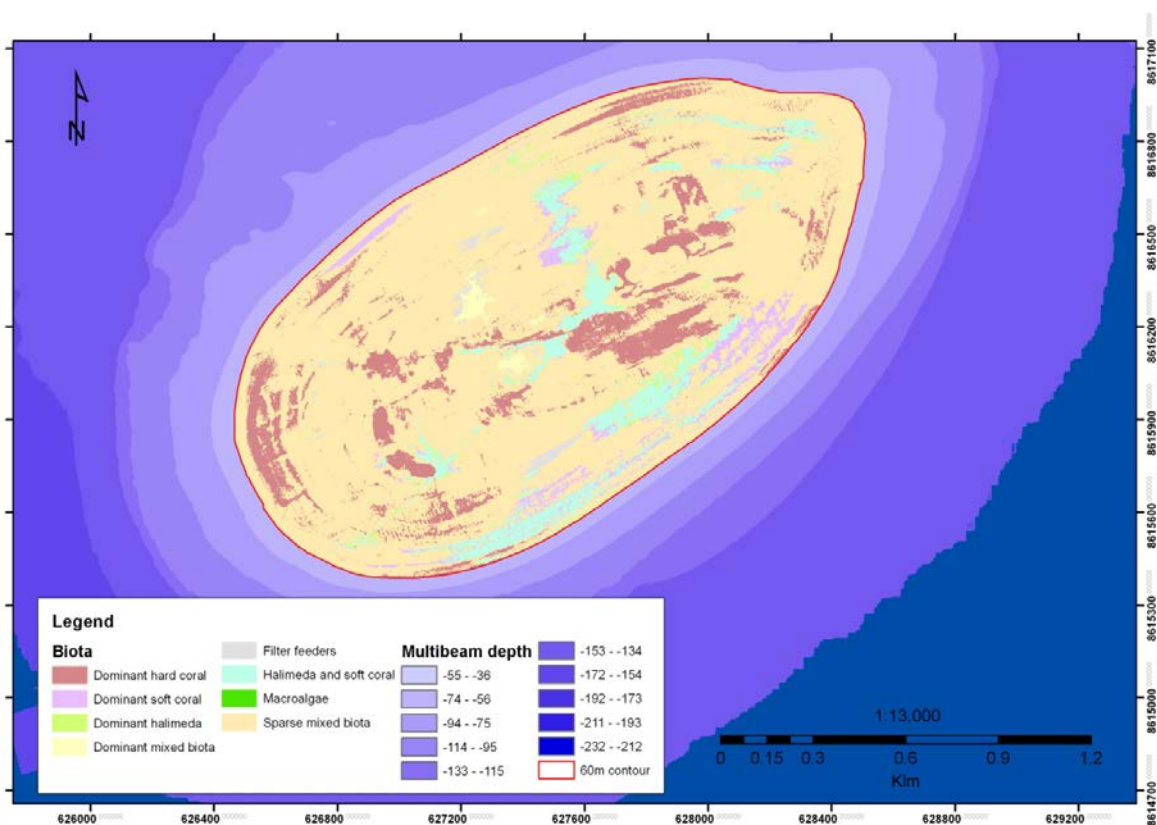 N
8617100
8616800
8616500
8616200
8615900
8615600
8615300
8615000
8614700
Legend
Biota
Dominant hard coral
Dominant soft coral
Dominant halimeda
Dominant mixed biota
Filter feeders
Halimeda and soft coral
Macroalgae
Sparse mixed biota
Multibeam depth
-55 - -36
-74 - -56
-94 - -75
-114 - -95
-133 - -115
-153 - -134
-172 - -154
-192 - -173
-211 - -193
-232 - -212
60m contour
1:13,000
0 0.15 0.3 0.6 0.9 1.2
Klm
626000 626400 626800 627200 627600 628000 628400 628800 629200